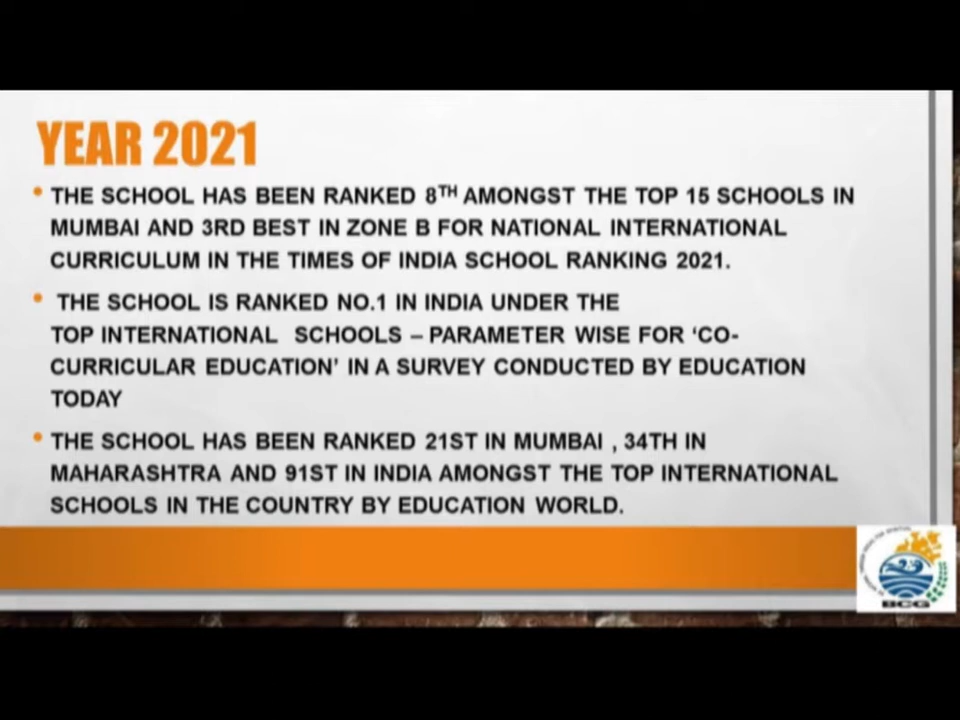 YEAR 2021
• THE SCHOOL HAS BEEN RANKED 8TH AMONGST THE TOP 15 SCHOOLS IN
MUMBAI AND 3RD BEST IN ZONE B FOR NATIONAL INTERNATIONAL
CURRICULUM IN THE TIMES OF INDIA SCHOOL RANKING 2021.
• THE SCHOOL IS RANKED NO.1 IN INDIA UNDER THE
TOP INTERNATIONAL SCHOOLS – PARAMETER WISE FOR ‘CO-
CURRICULAR EDUCATION’ IN A SURVEY CONDUCTED BY EDUCATION
TODAY
• THE SCHOOL HAS BEEN RANKED 21ST IN MUMBAI , 34TH IN
MAHARASHTRA AND 91ST IN INDIA AMONGST THE TOP INTERNATIONAL
SCHOOLS IN THE COUNTRY BY EDUCATION WORLD.
BCG